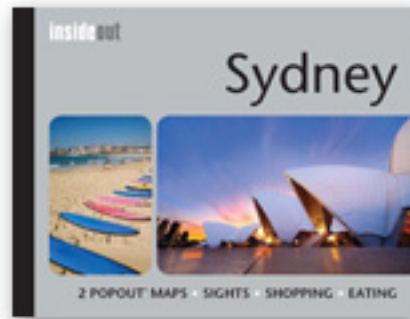 insideout
Sydney
2 POPOUT' MAPS • SIGHTS • SHOPPING • EATING